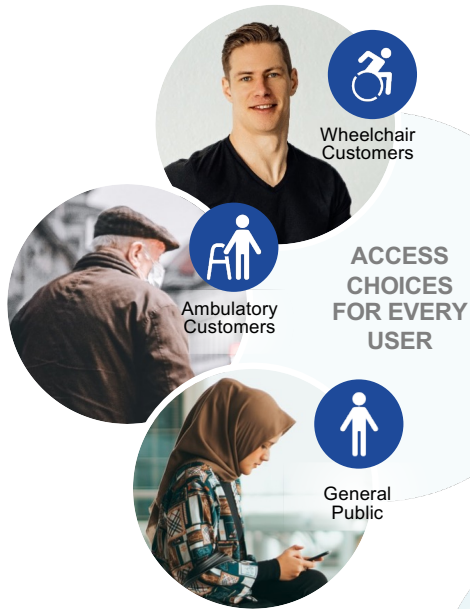 Wheelchair
Customers
Ambulatory
Customers
ACCESS
CHOICES
FOR EVERY
USER
General
Public